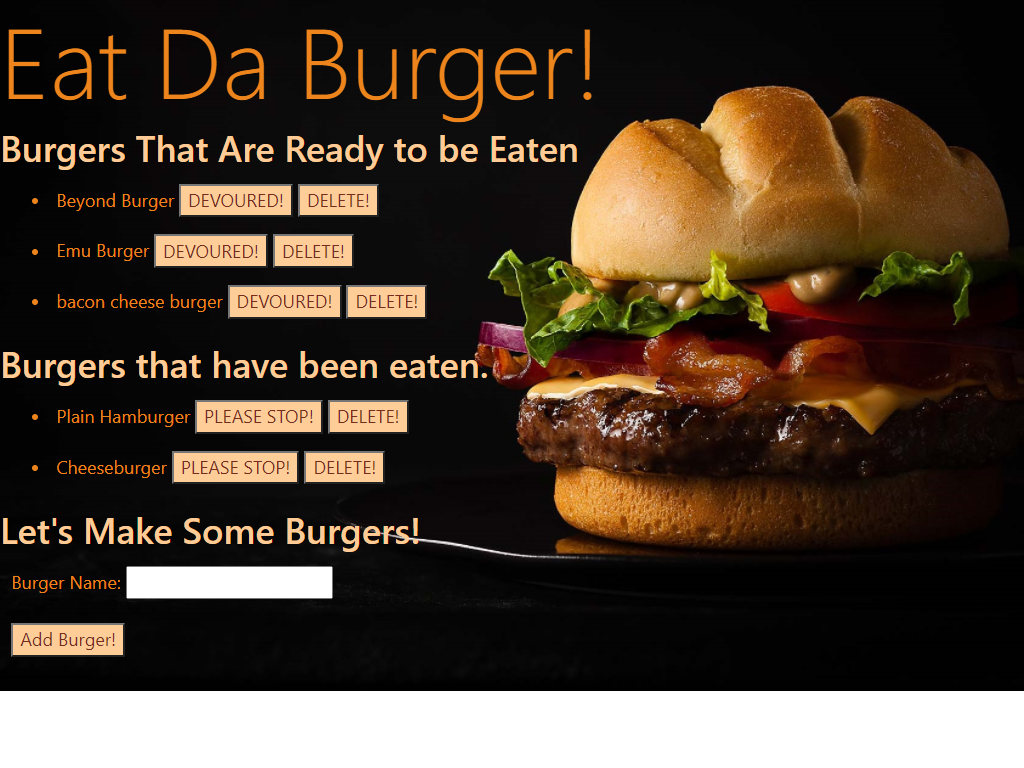 Eat Da Burger!
Burgers That Are Ready to be Eaten
Beyond Burger DEVOURED! DELETE!
Emu Burger DEVOURED! DELETE!
bacon cheese burger DEVOURED! DELETE!
Burgers that have been eaten.
Plain Hamburger PLEASE STOP! DELETE!
Cheeseburger PLEASE STOP! DELETE!
Let's Make Some Burgers!
Burger Name:
Add Burger!